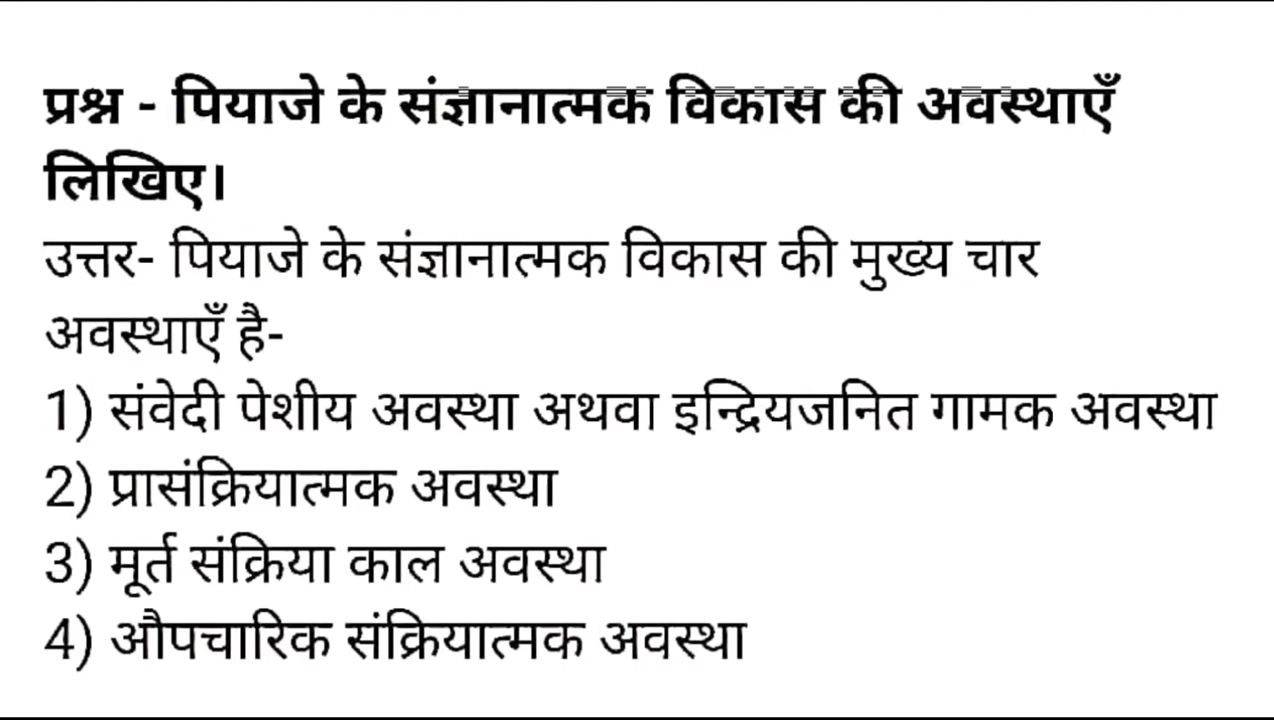 प्रश्न - पियाजे के संज्ञानात्मक विकास की अवस्थाएँ
लिखिए।
उत्तर- पियाजे के संज्ञानात्मक विकास की मुख्य चार
अवस्थाएँ है-
1) संवेदी पेशीय अवस्था अथवा इन्द्रियजनित गामक अवस्था
2) प्रासंक्रियात्मक अवस्था
3) मूर्त संक्रिया काल अवस्था
4) औपचारिक संक्रियात्मक अवस्था